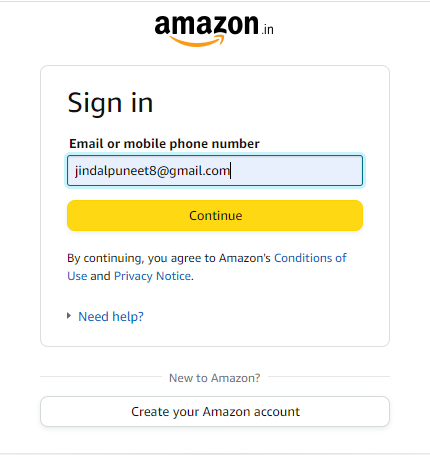 amazon.in
Sign in
Email or mobile phone number
jindalpuneet8@gmail.com
Continue
By continuing, you agree to Amazon's Conditions of
Use and Privacy Notice.
Need help?
New to Amazon?
Create your Amazon account